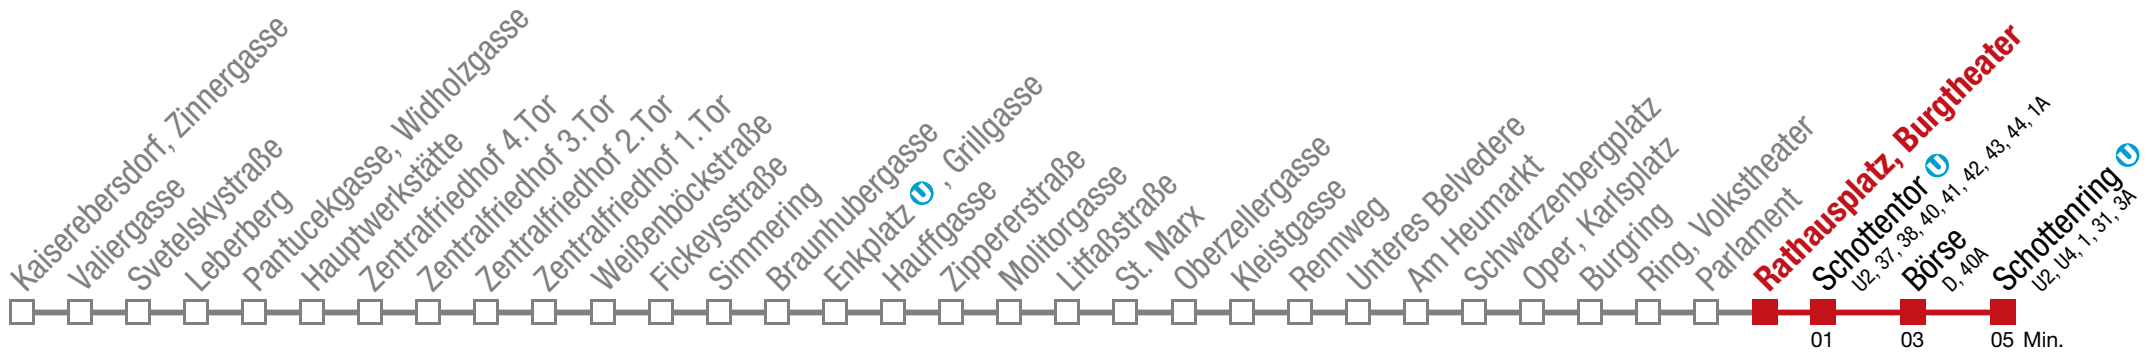 Kaiserebersdorf, Zinnergasse
Valiergasse
Svetelskystraße
Leberberg
Pantucekgasse, Widholzgasse
Hauptwerkstätte
Zentralfriedhof 4.Tor
Zentralfriedhof 3.Tor
Zentralfriedhof 2.Tor
Zentralfriedhof 1.Tor
Weißenböckstraße
Fickeysstraße
Simmering
Braunhubergasse
Enkplatz U , Grillgasse
Hauffgasse
Zippererstraße
Molitorgasse
Litfaßstraße
St. Marx
Oberzellergasse
Kleistgasse
Rennweg
Unteres Belvedere
Am Heumarkt
Schwarzenbergplatz
Oper, Karlsplatz
Burgring
Ring, Volkstheater
Parlament
Rathausplatz, Burgtheater
Schottentor U
U2, 37, 38, 40, 41, 42, 43, 44, 1A
Börse
D, 40A
Schottenring U
U2, U4, 1, 31, 3A
01 03 05 Min.